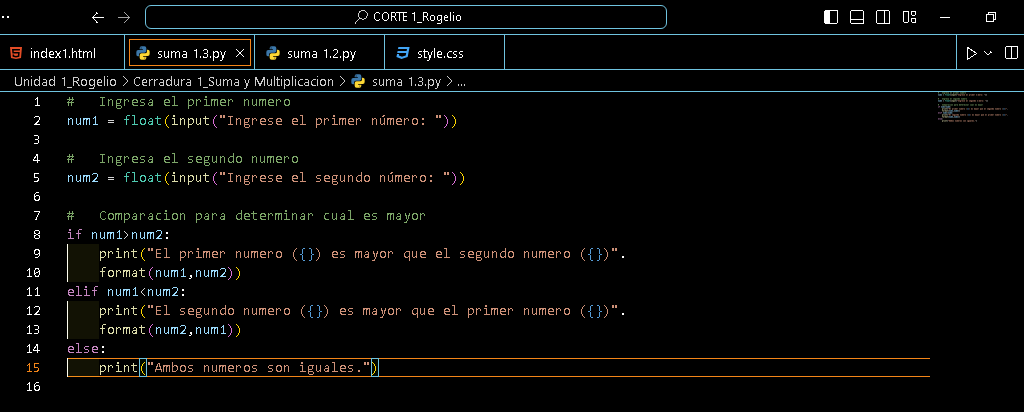 CORTE 1_Rogelio
index1.html suma 1.3.py suma 1.2.py style.css
Unidad 1_Rogelio > Cerradura 1_Suma y Multiplicacion > suma 1.3.py > ...
1 #   Ingresa el primer numero
2 num1 = float(input("Ingrese el primer número: "))
3
4 #   Ingresa el segundo numero
5 num2 = float(input("Ingrese el segundo número: "))
6
7 #   Comparacion para determinar cual es mayor
8 if num1>num2:
9     print("El primer numero ({}) es mayor que el segundo numero ({})".
10     format(num1,num2))
11 elif num1<num2:
12     print("El segundo numero ({}) es mayor que el primer numero ({})".
13     format(num2,num1))
14 else:
15     print("Ambos numeros son iguales.")
16